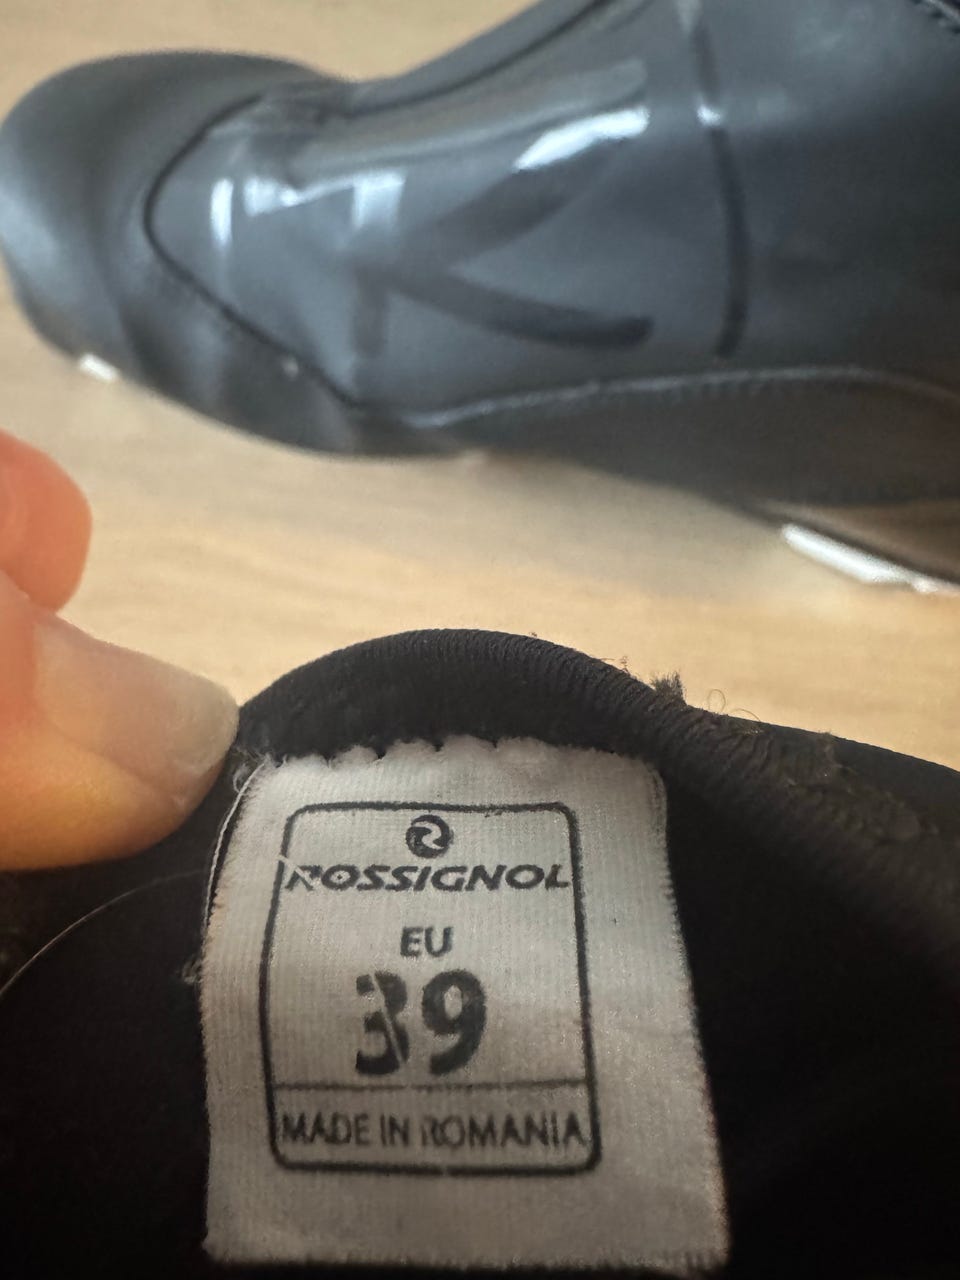 ROSSIGNOL
EU
39
MADE IN ROMANIA